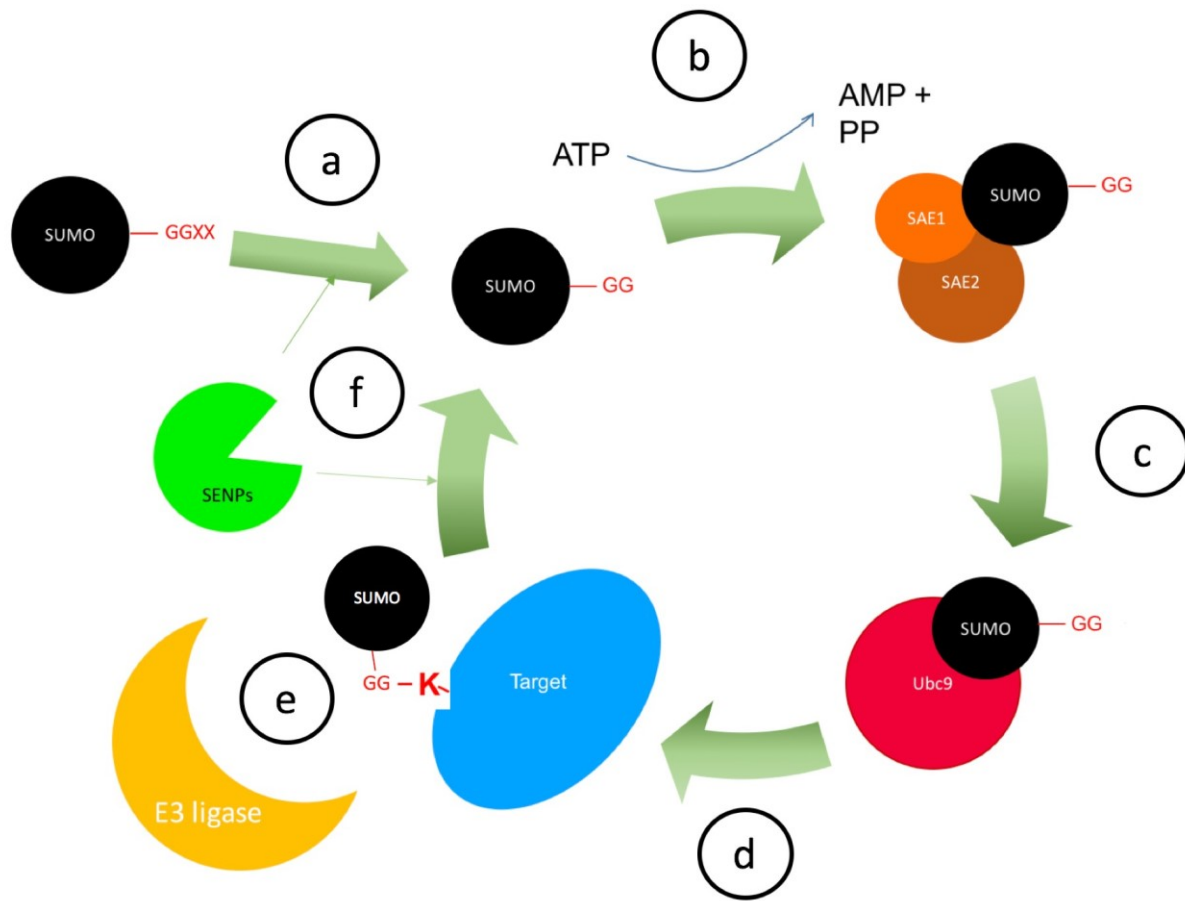 b
AMP +
PP
ATP
a
SUMO
GGXX
SUMO
GG
SAE1
SUMO
GG
SAE2
f
SENPs
c
SUMO
GG
Ubc9
SUMO
GG
K
Target
e
E3 ligase
d